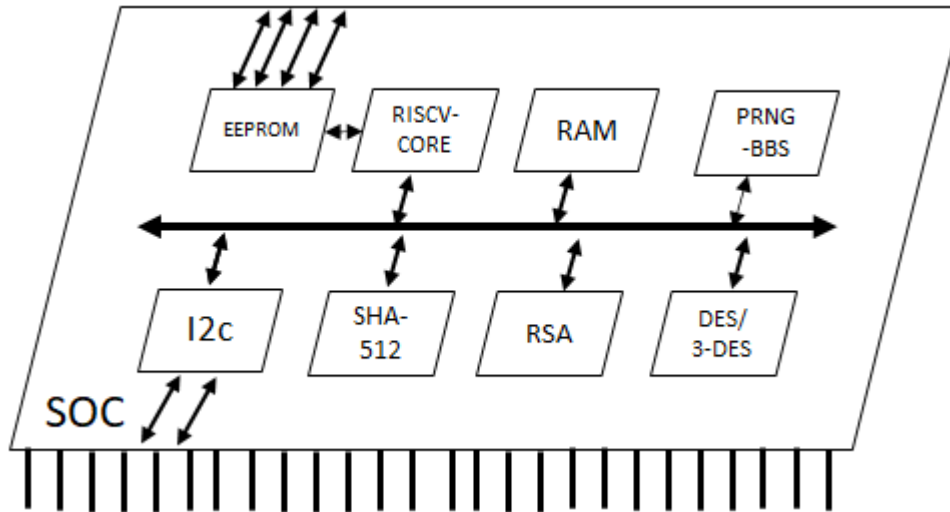 EEPROM
RISCV-
CORE
RAM
PRNG
-BBS
I2c
SHA-
512
RSA
DES/
3-DES
SOC